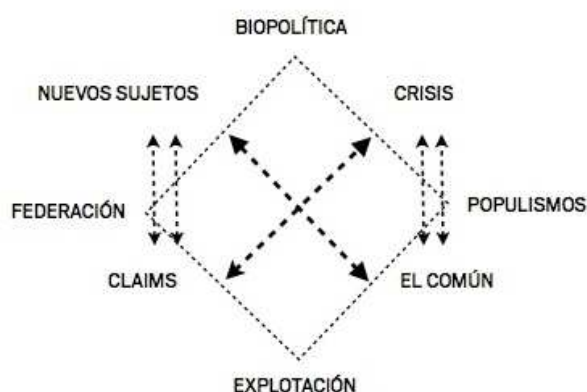 BIOPOLÍTICA
NUEVOS SUJETOS
CRISIS
FEDERACIÓN
POPULISMOS
CLAIMS
EL COMÚN
EXPLOTACIÓN